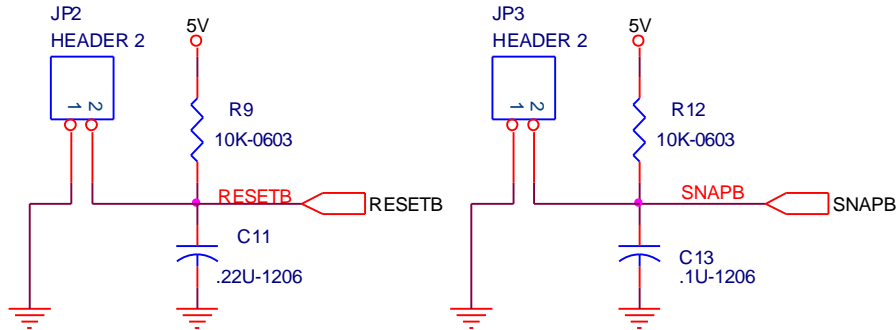 JP2
HEADER 2
1
2
5V
R9
10K-0603
RESETB
RESETB
C11
.22U-1206
JP3
HEADER 2
1
2
5V
R12
10K-0603
SNAPB
SNAPB
C13
.1U-1206